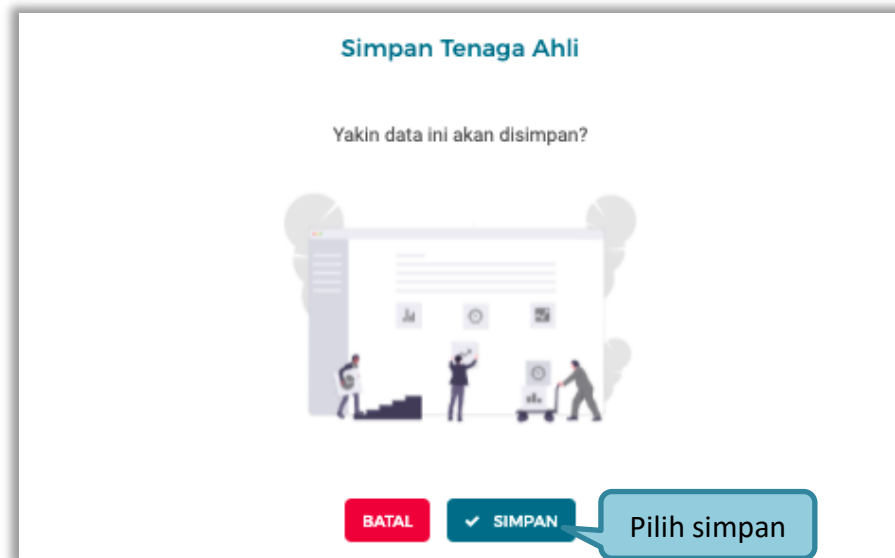 Simpan Tenaga Ahli
Yakin data ini akan disimpan?
BATAL
SIMPAN
Pilih simpan